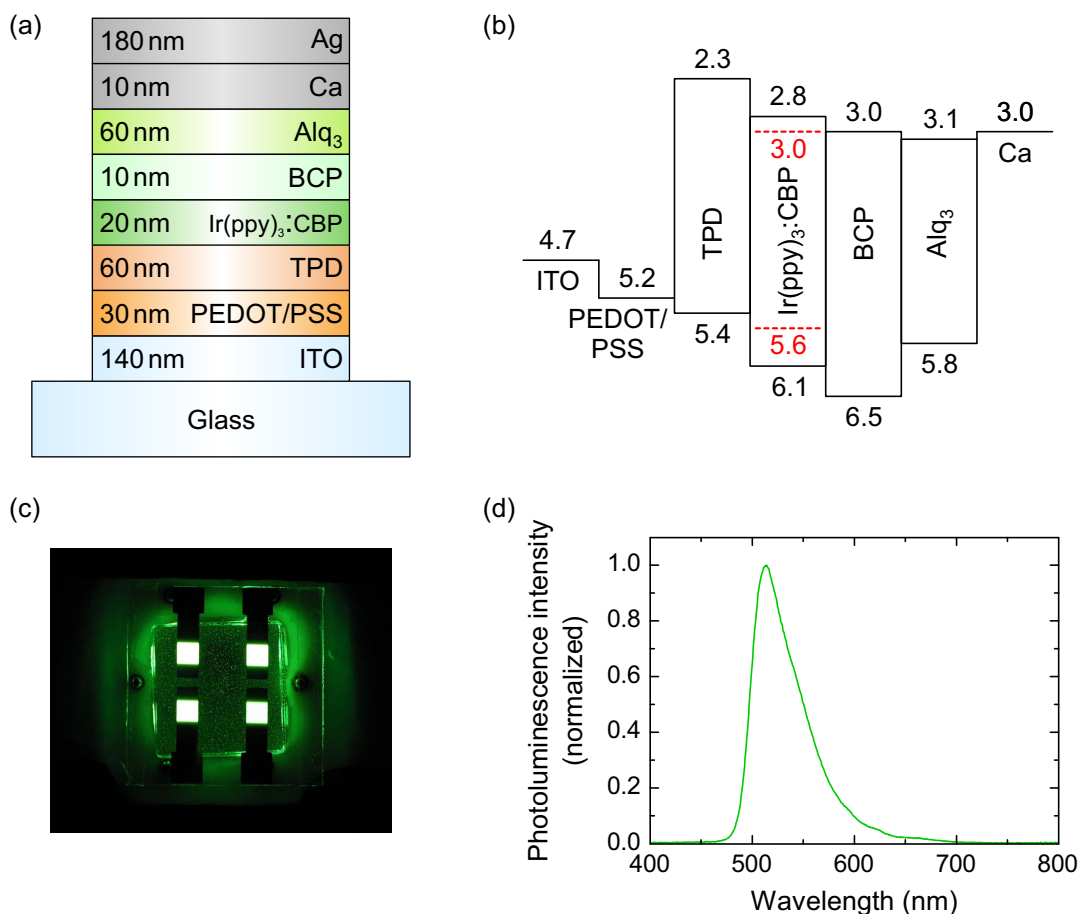 (a)
180 nm Ag
10 nm Ca
60 nm Alq3
10 nm BCP
20 nm Ir(ppy)3:CBP
60 nm TPD
30 nm PEDOT/PSS
140 nm ITO
Glass
(b)
2.3
2.8
3.0
3.1
3.0
3.0
Ca
TPD
Ir(ppy)3:CBP
BCP
Alq3
4.7
ITO
5.2
PEDOT/
PSS
5.4
5.6
6.1
6.5
5.8
(c)
(d)
Photoluminescence intensity
(normalized)
1.0
0.8
0.6
0.4
0.2
0.0
400 500 600 700 800
Wavelength (nm)